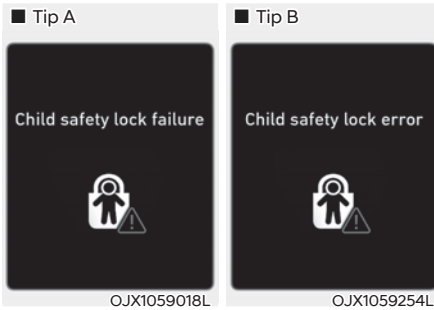 ■ Tip A
Child safety lock failure
OJX1059018L
■ Tip B
Child safety lock error
OJX1059254L